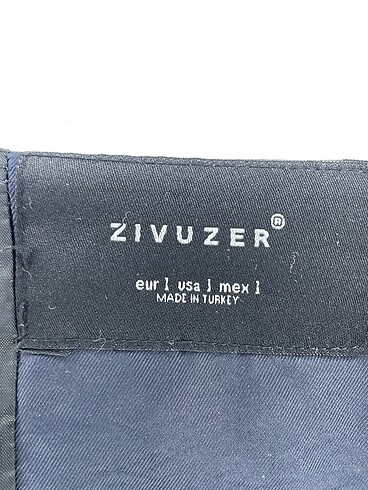 ZIVUZER®
eur l usa l mex l
MADE IN TURKEY